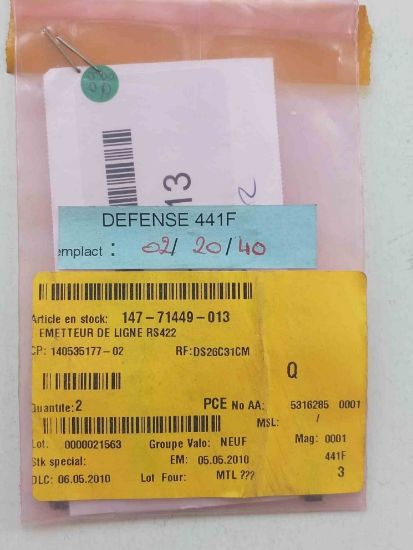 13
DEFENSE 441F
emplact : 02/ 20/40
Article en stock: 147-71449-013
EMETTEUR DE LIGNE RS422
CP: 140535177-02 RF:DS26C31CM
Q
Quantite: 2 PCE No AA: 5316285 0001
MSL: /
Lot: 0000021563 Groupe Valo: NEUF Mag: 0001
Stk special: EM: 05.05.2010 441F
DLC: 06.05.2010 Lot Four: MTL ??? 3